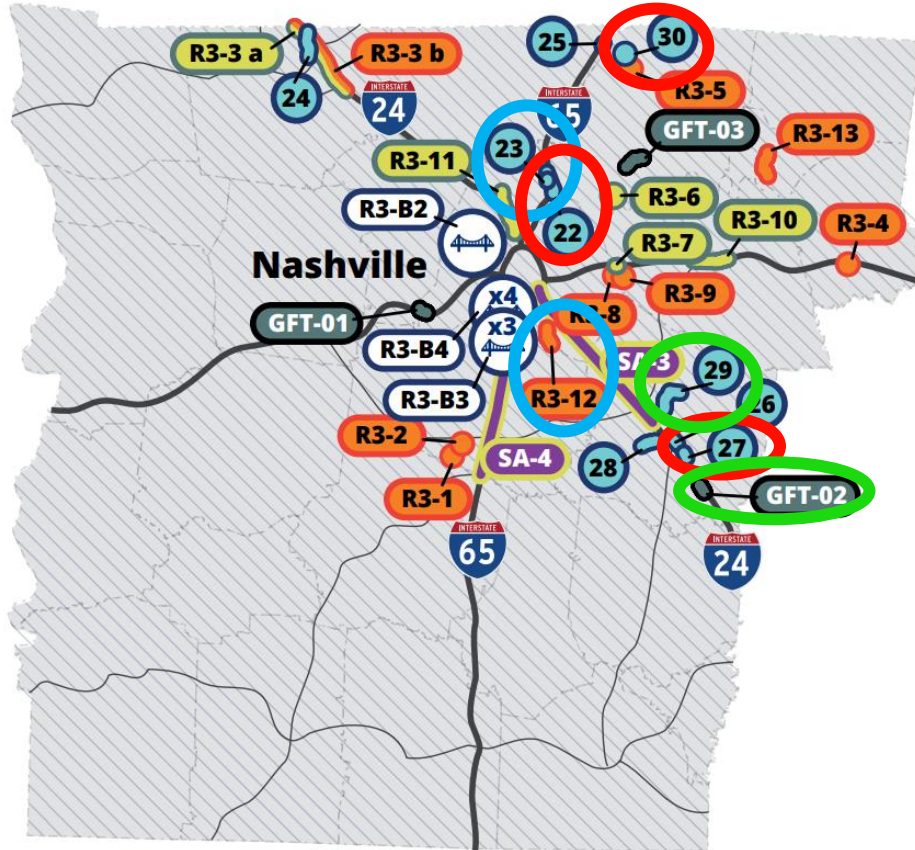 25
30
R3-3 a
R3-3 b
24
R3-5
INTERSTATE
24
INTERSTATE
65
GFT-03
R3-13
23
R3-11
R3-6
R3-B2
22
R3-10
R3-4
R3-7
Nashville
R3-9
x4
R3-8
GFT-01
x3
R3-B4
SA-3
29
R3-B3
R3-12
26
R3-2
27
SA-4
28
R3-1
GFT-02
INTERSTATE
65
INTERSTATE
24